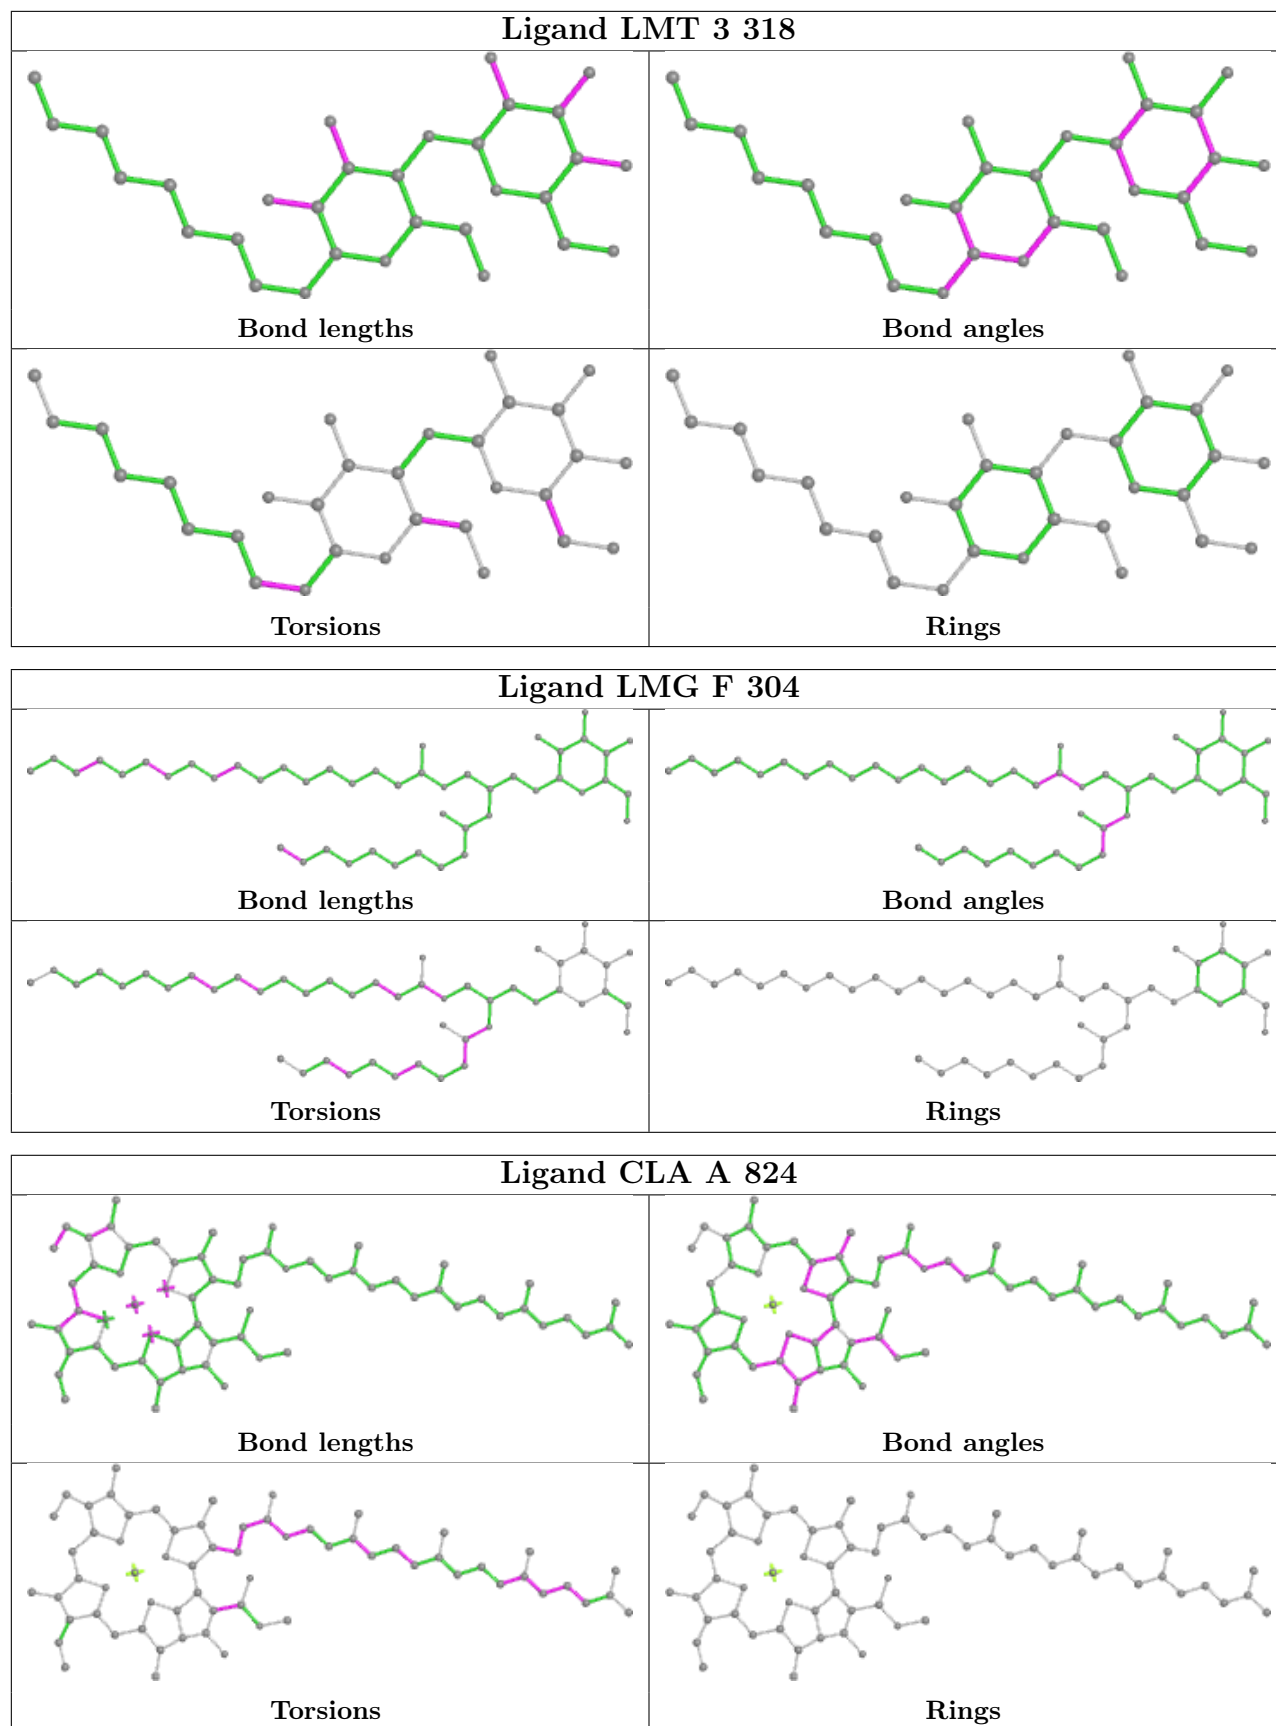 Ligand LMT 3 318
Bond lengths
Bond angles
Torsions
Rings
Ligand LMG F 304
Bond lengths
Bond angles
Torsions
Rings
Ligand CLA A 824
Bond lengths
Bond angles
Torsions
Rings